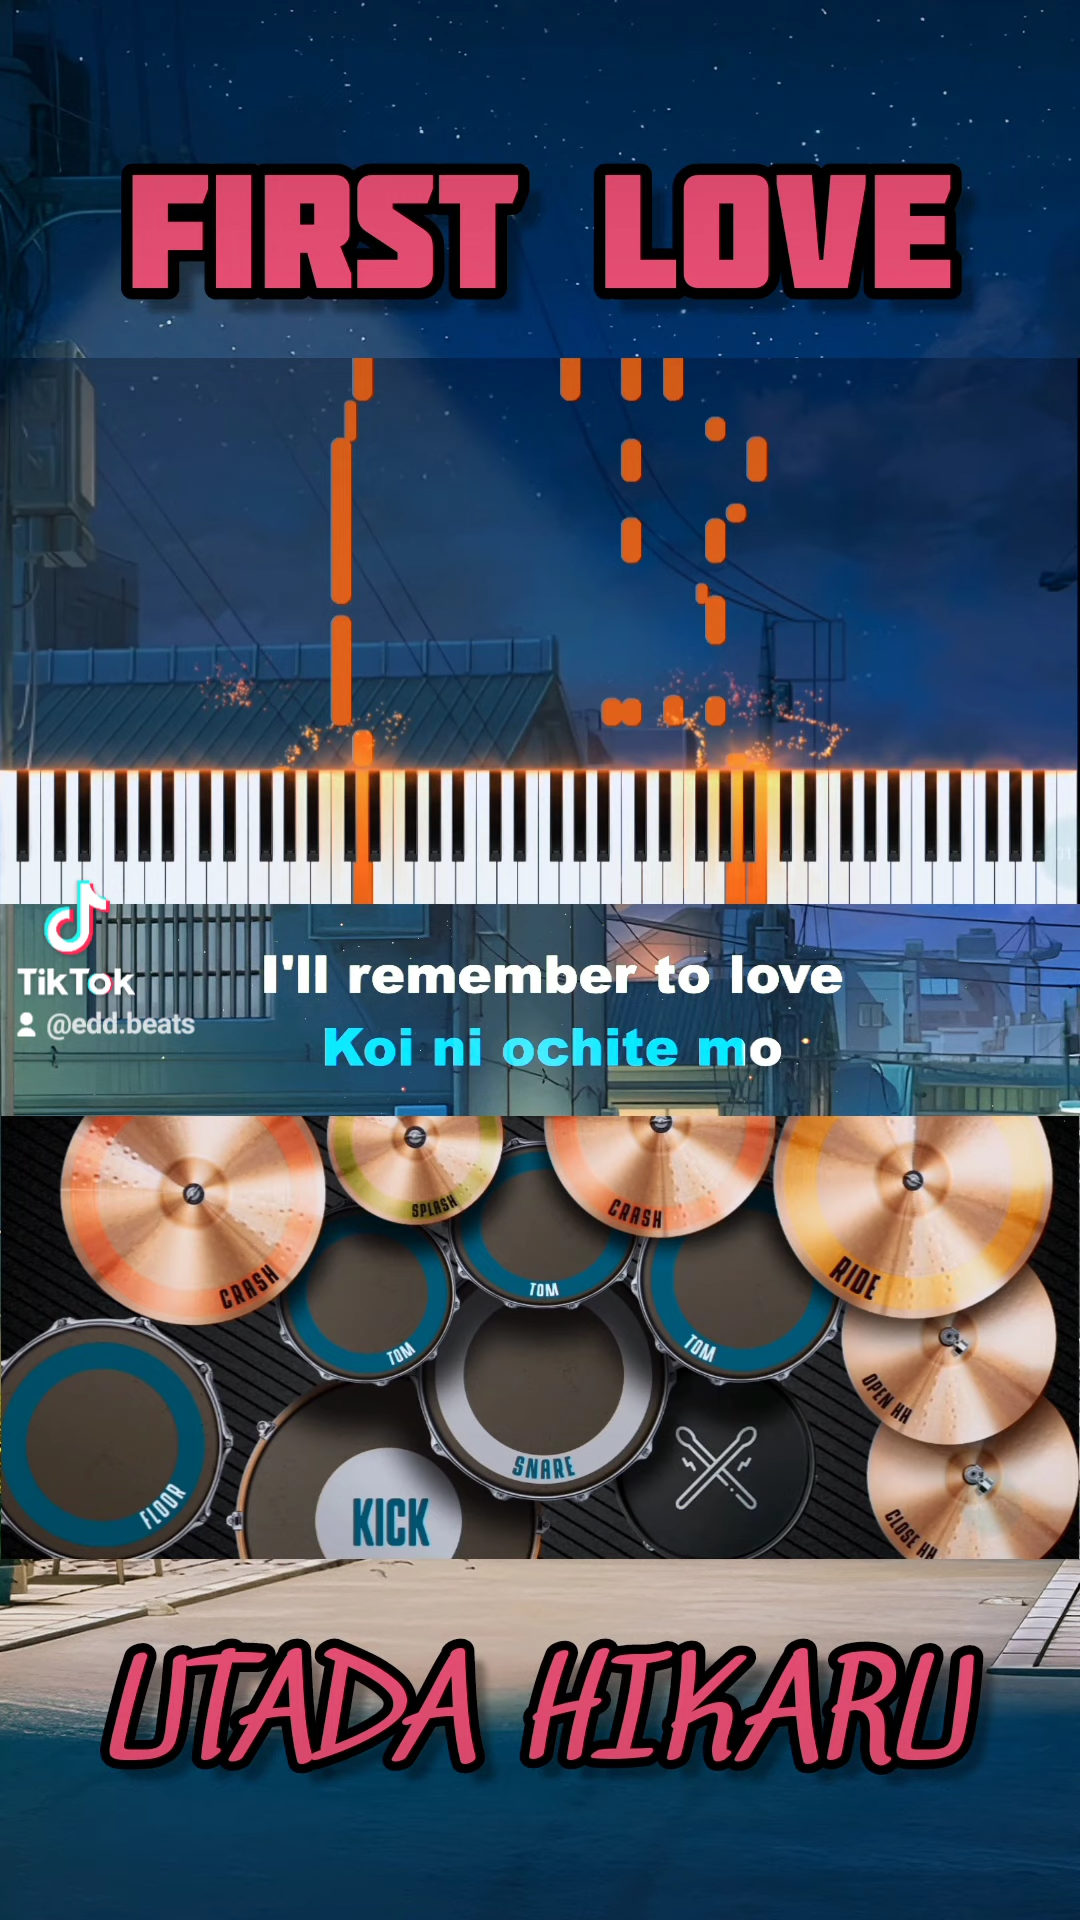 FIRST LOVE
TikTok
@edd.beats
I'll remember to love
Koi ni ochite mo
CRASH
SPLASH
CRASH
RIDE
TOM
TOM
TOM
OPEN HH
SNARE
FLOOR
KICK
CLOSE HH
UTADA HIKARU